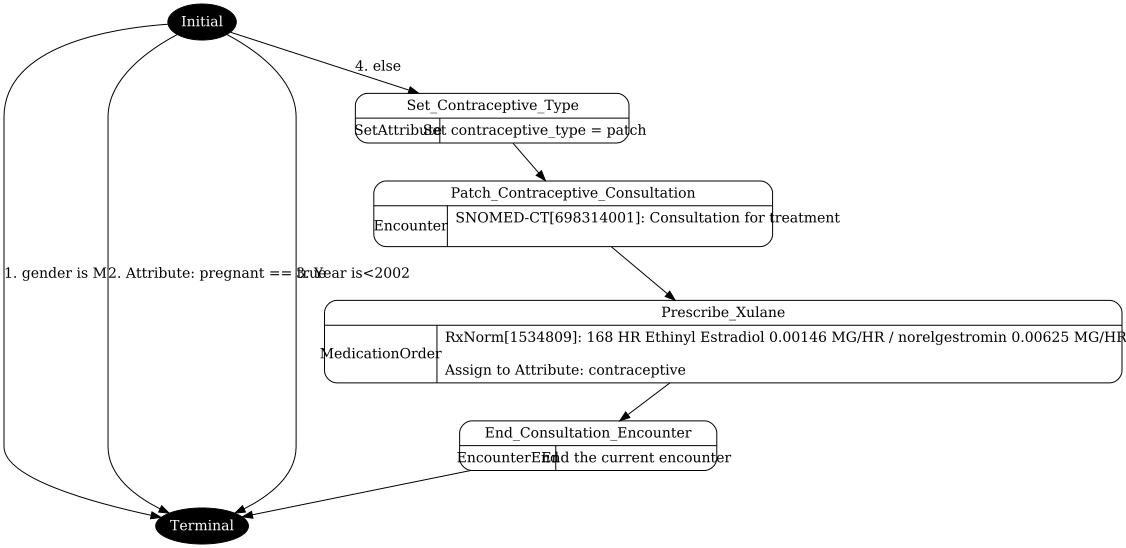 Initial
4. else
Set_Contraceptive_Type
SetAttribute
Set contraceptive_type = patch
Patch_Contraceptive_Consultation
Encounter
SNOMED-CT[698314001]: Consultation for treatment
1. gender is M
2. Attribute: pregnant == true
3. Year is<2002
Prescribe_Xulane
MedicationOrder
RxNorm[1534809]: 168 HR Ethinyl Estradiol 0.00146 MG/HR / norelgestromin 0.00625 MG/HR
Assign to Attribute: contraceptive
End_Consultation_Encounter
EncounterEnd
End the current encounter
Terminal